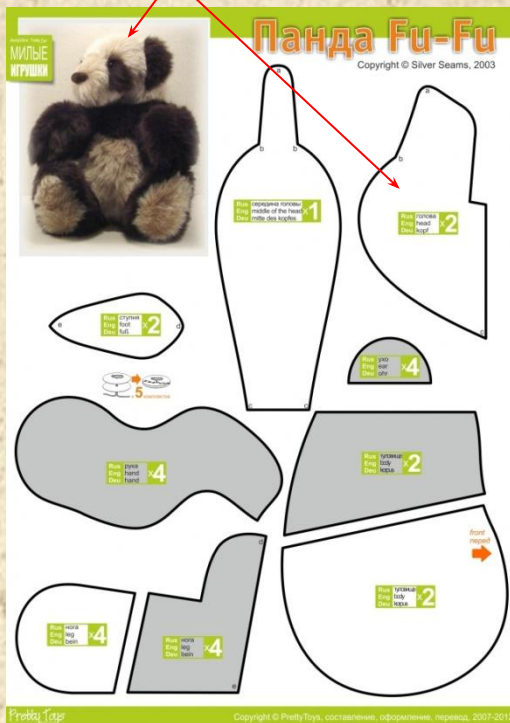 Панда Fu-Fu
Copyright © Silver Seams, 2003
МИЛЫЕ
ИГРУШКИ
a
b b
Rus середина головы
Eng middle of the head x1
Deu mitte des kopfes
c c
a
b
Rus голова
Eng head x2
Deu kopf
c
e
Rus ступня
Eng foot x2
Deu fuß
d
5
Rus ухо
Eng ear x4
Deu ohr
Rus рука
Eng hand x4
Deu hand
Rus туловище
Eng body x2
Deu korpus
front
перед
Rus туловище
Eng body x2
Deu korpus
d
Rus нога
Eng leg x4
Deu bein
Rus нога
Eng leg x4
Deu bein
e
Pretty Toys
Copyright © PrettyToys, составление, оформление, перевод, 2007-201